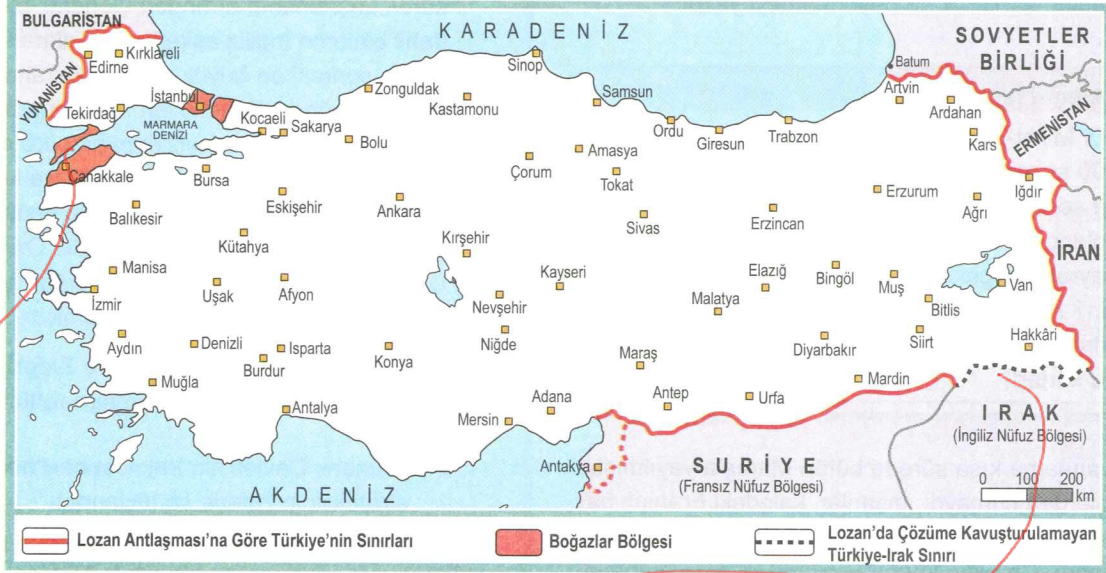 BULGARİSTAN
YUNANİSTAN
KARADENİZ
SOVYETLER
BİRLİĞİ
ERMENİSTAN
İRAN
Kırklareli
Edirne
Tekirdağ
İstanbul
MARMARA
DENİZİ
Kocaeli
Sakarya
Zonguldak
Bolu
Kastamonu
Sinop
Samsun
Ordu
Giresun
Trabzon
Batum
Artvin
Ardahan
Kars
Çanakkale
Bursa
Balıkesir
Eskişehir
Kütahya
Ankara
Çorum
Amasya
Tokat
Sivas
Erzincan
Erzurum
Ağrı
Iğdır
Manisa
İzmir
Uşak
Afyon
Kırşehir
Nevşehir
Kayseri
Malatya
Elazığ
Bingöl
Muş
Bitlis
Van
Aydın
Denizli
Burdur
Isparta
Konya
Niğde
Maraş
Diyarbakır
Siirt
Hakkâri
Muğla
Antalya
Mersin
Adana
Antep
Urfa
Mardin
Antakya
AKDENİZ
SURİYE
(Fransız Nüfuz Bölgesi)
IRAK
(İngiliz Nüfuz Bölgesi)
0 100 200
km
Lozan Antlaşması'na Göre Türkiye'nin Sınırları
Boğazlar Bölgesi
Lozan'da Çözüme Kavuşturulamayan
Türkiye-Irak Sınırı